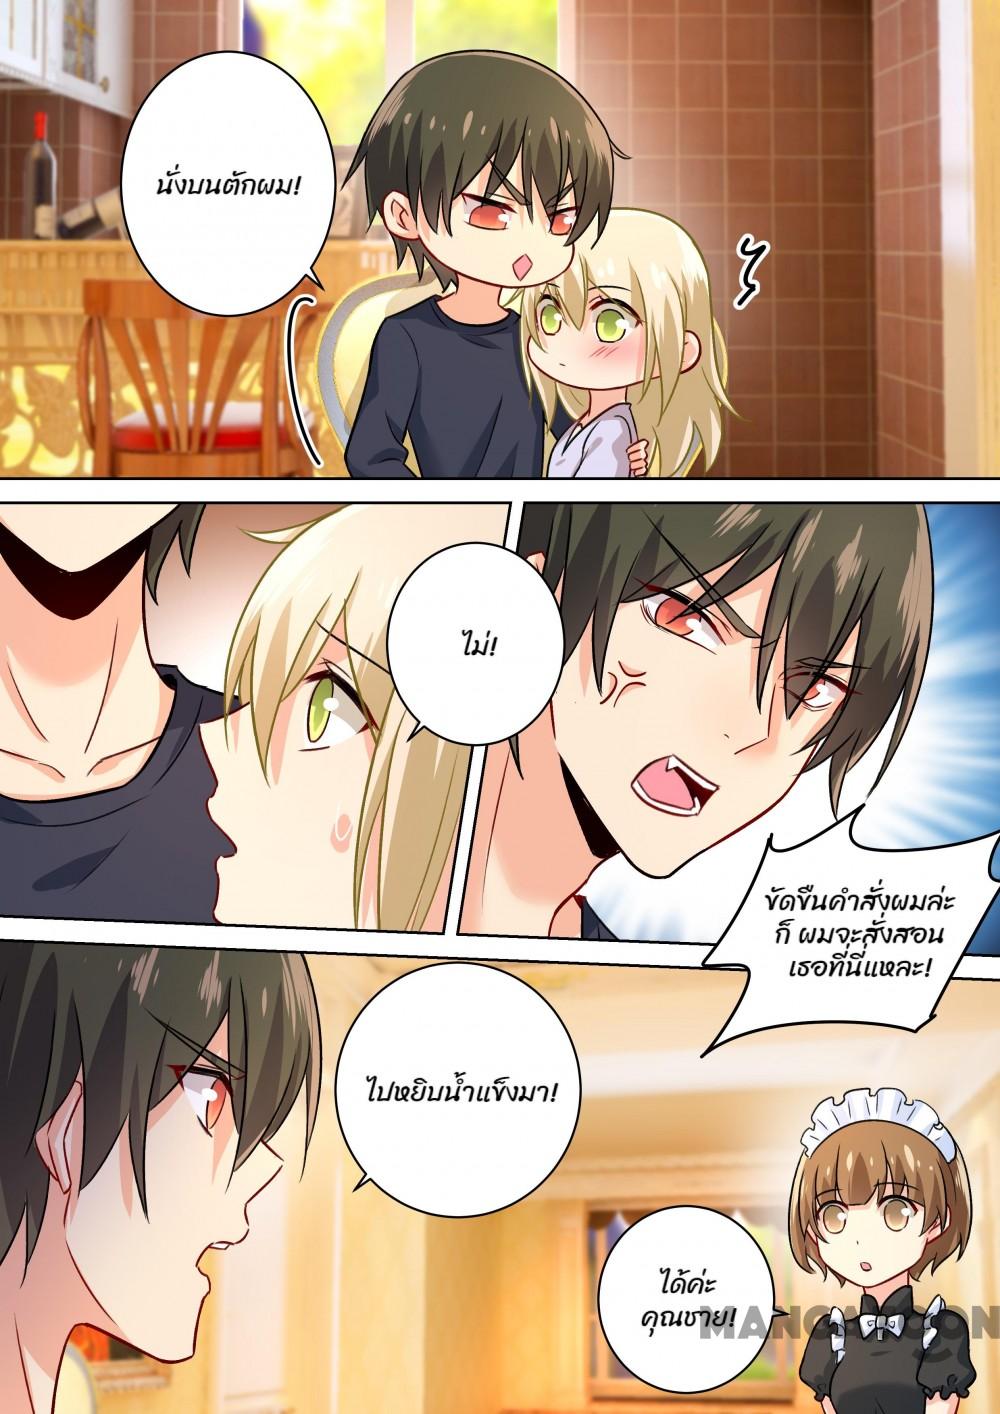 นั่งบนตักผม!
ไม่!
ขัดขืนคำสั่งผมล่ะ
ก็ ผมจะสั่งสอน
เธอที่นี่แหละ!
ไปหยิบน้ำแข็งมา!
ได้ค่ะ
คุณชาย!
MANGATOON